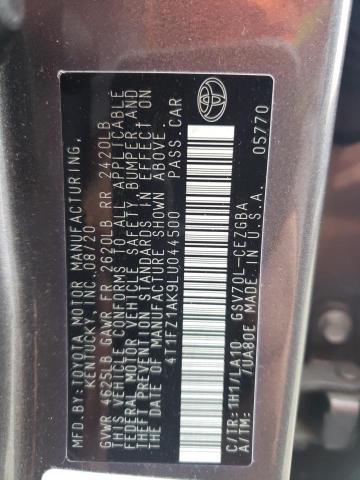 MFD.BY:TOYOTA MOTOR MANUFACTURING,
KENTUCKY, INC. 08/20
GVWR 4625LB GAWR FR 2620LB RR 2420LB
THIS VEHICLE CONFORMS TO ALL APPLICABLE
FEDERAL MOTOR VEHICLE SAFETY, BUMPER AND
THEFT PREVENTION STANDARDS IN EFFECT ON
THE DATE OF MANUFACTURE SHOWN ABOVE.
4T1FZ1AK9LU044500 PASS.CAR
C/TR:1H1/LA10 GSV70L-CEZGBA
A/TM: /UA80E MADE IN U.S.A.
05770
TOYOTA